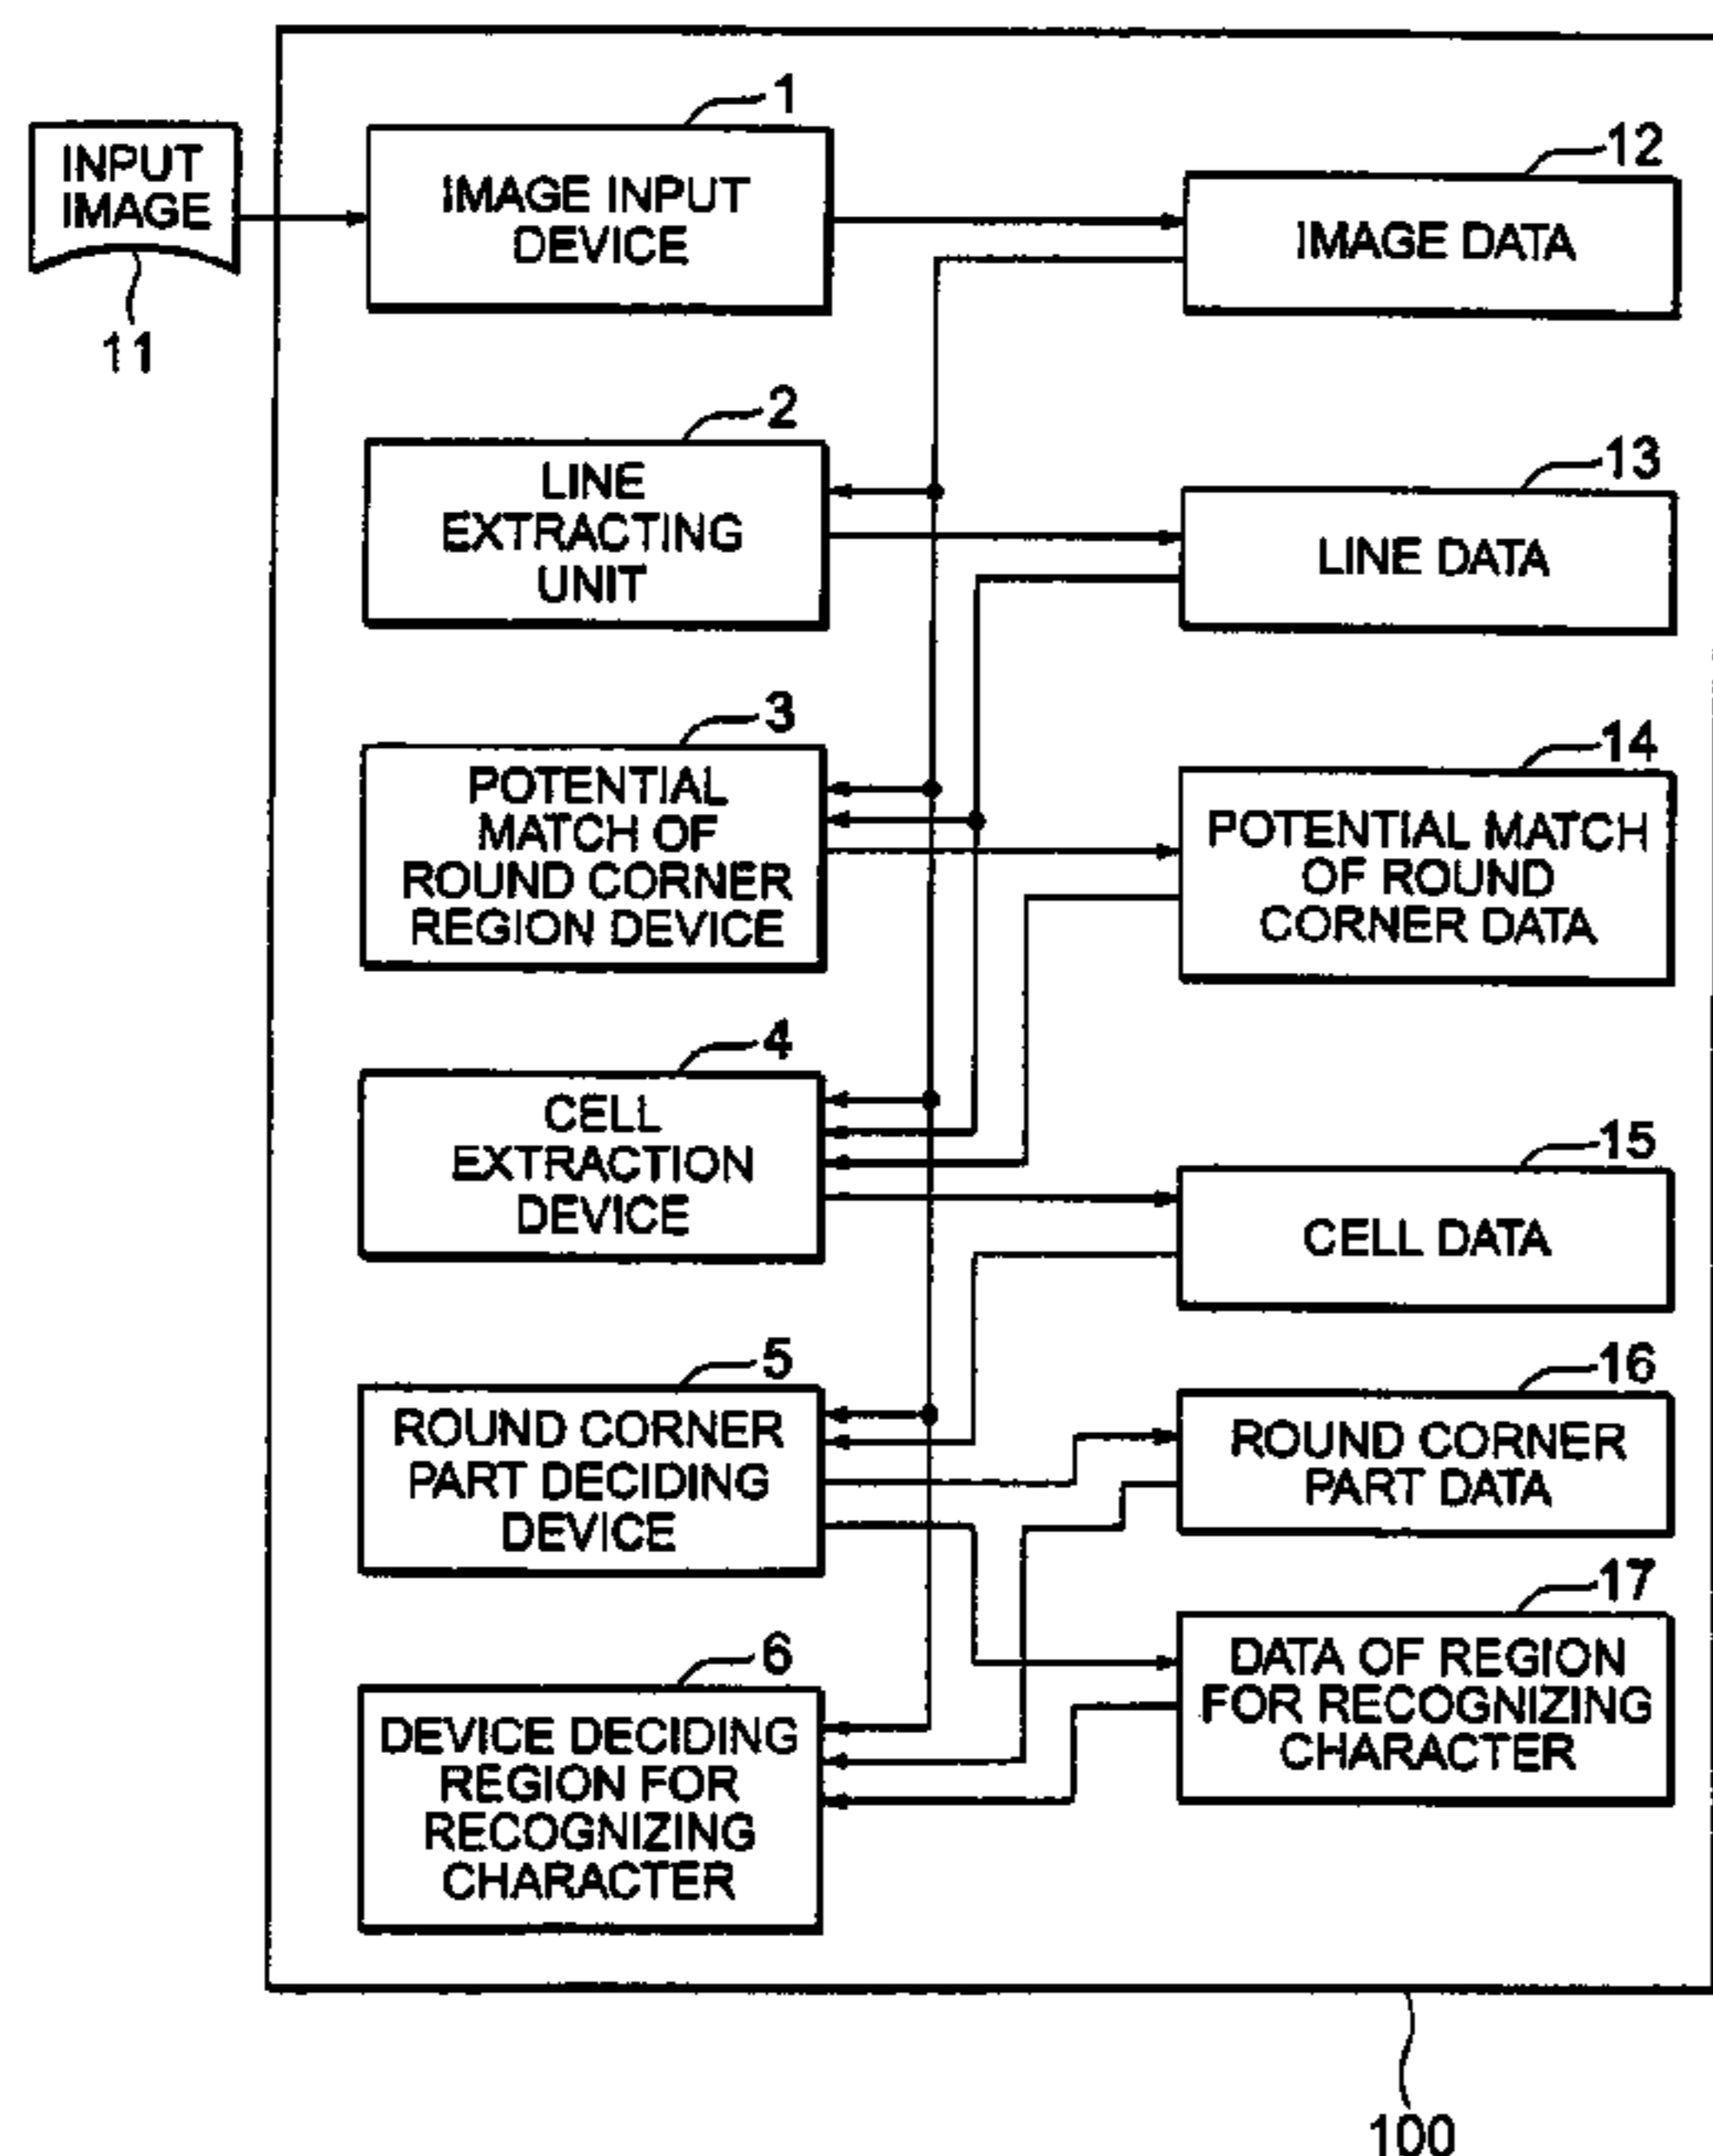 INPUT
IMAGE
11
1
IMAGE INPUT
DEVICE
12
IMAGE DATA
2
LINE
EXTRACTING
UNIT
13
LINE DATA
3
POTENTIAL
MATCH OF
ROUND CORNER
REGION DEVICE
14
POTENTIAL MATCH
OF ROUND
CORNER DATA
4
CELL
EXTRACTION
DEVICE
15
CELL DATA
5
ROUND CORNER
PART DECIDING
DEVICE
16
ROUND CORNER
PART DATA
6
DEVICE DECIDING
REGION FOR
RECOGNIZING
CHARACTER
17
DATA OF REGION
FOR RECOGNIZING
CHARACTER
100